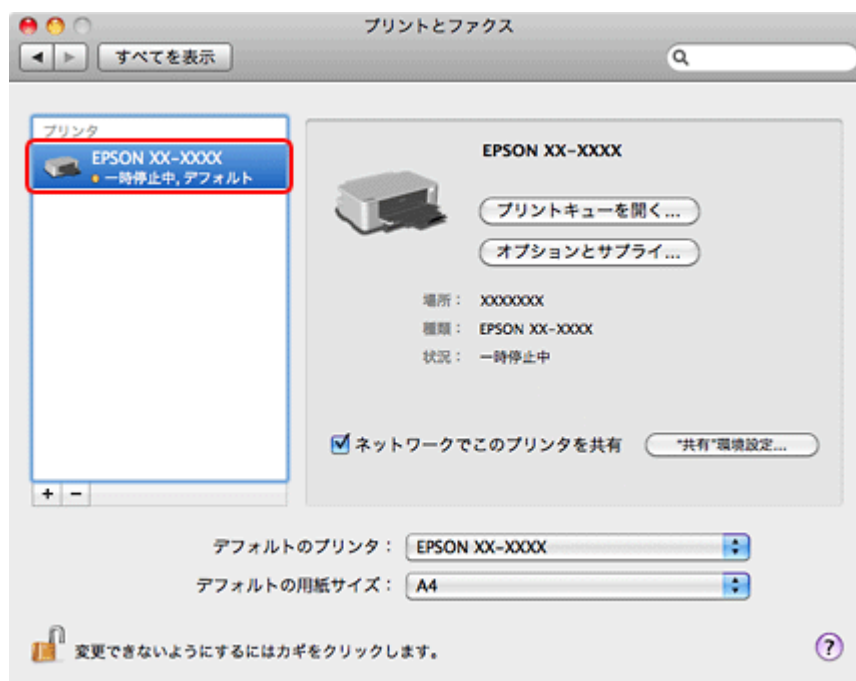 プリントとファクス
すべてを表示
プリンタ
EPSON XX-XXXX
一時停止中, デフォルト
EPSON XX-XXXX
プリントキューを開く...
オプションとサプライ...
場所： XXXXXXX
種類： EPSON XX-XXXX
状況： 一時停止中
ネットワークでこのプリンタを共有 "共有"環境設定...
+ −
デフォルトのプリンタ： EPSON XX-XXXX
デフォルトの用紙サイズ： A4
変更できないようにするにはカギをクリックします。 ?